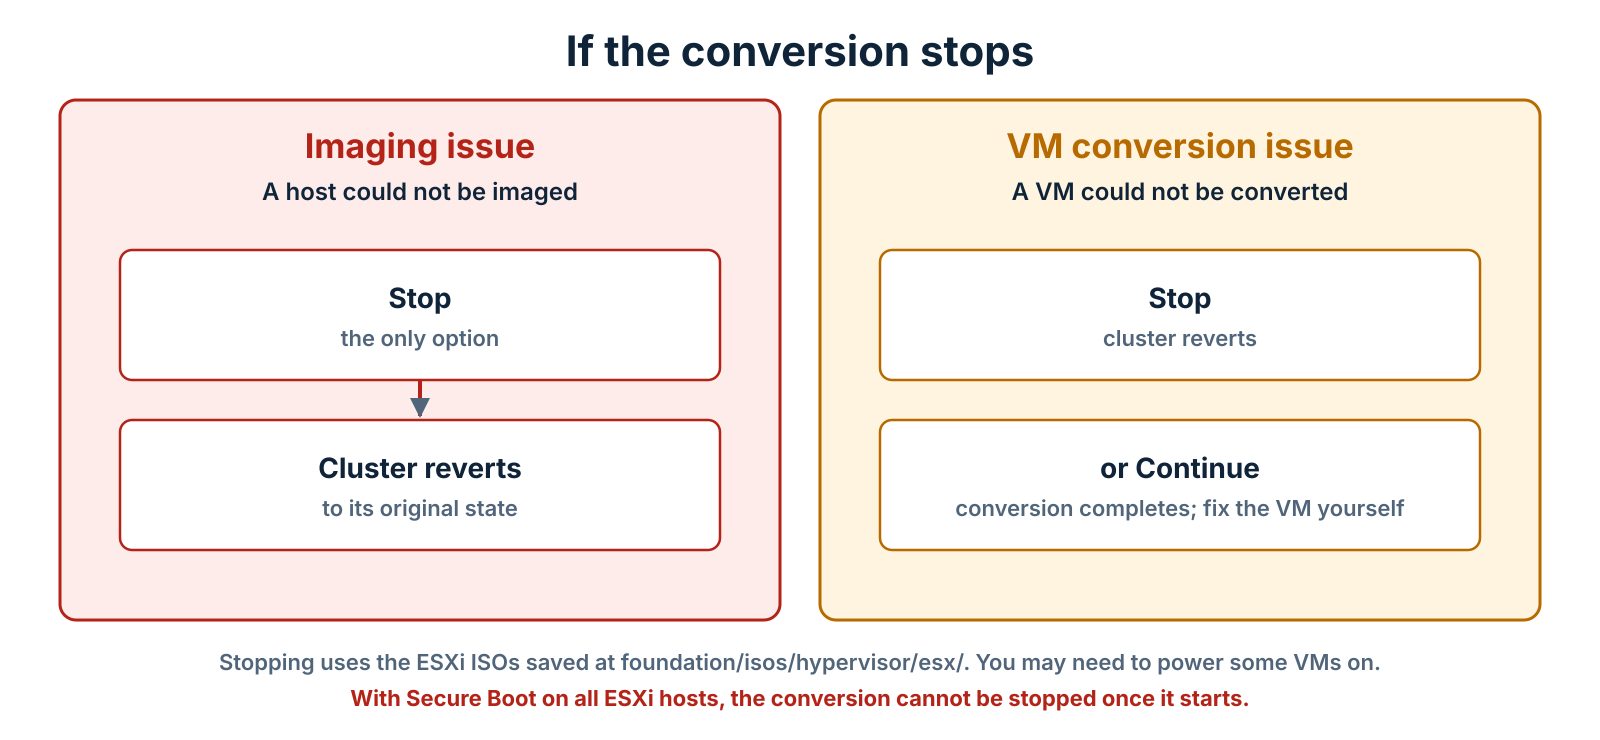 If the conversion stops
Imaging issue
A host could not be imaged
Stop
the only option
Cluster reverts
to its original state
VM conversion issue
A VM could not be converted
Stop
cluster reverts
or Continue
conversion completes; fix the VM yourself
Stopping uses the ESXi ISOs saved at foundation/isos/hypervisor/esx/. You may need to power some VMs on.
With Secure Boot on all ESXi hosts, the conversion cannot be stopped once it starts.